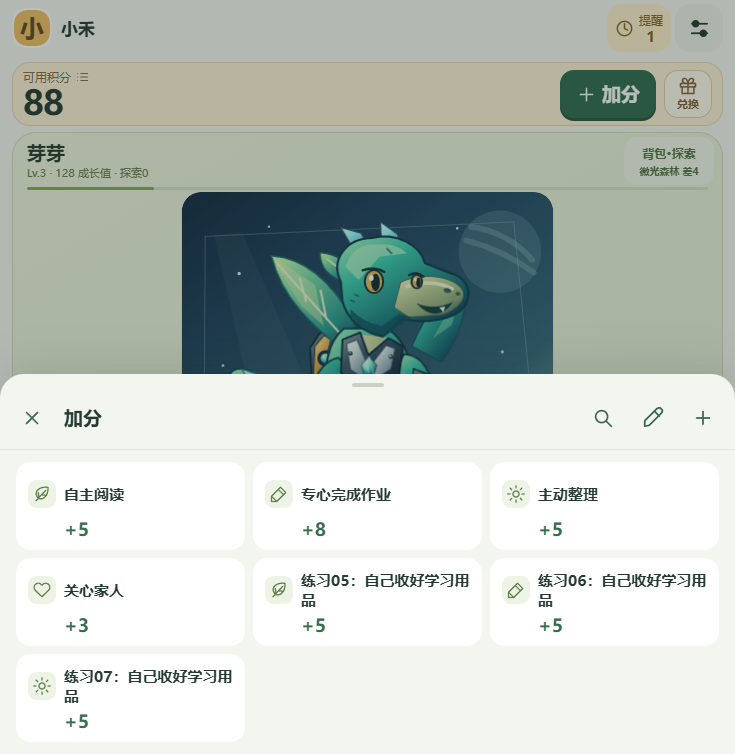 小 小禾
提醒
1
可用积分
88
+ 加分
兑换
芽芽
Lv.3 · 128 成长值 · 探索0
背包•探索
微光森林 差4
加分
自主阅读
+5
专心完成作业
+8
主动整理
+5
关心家人
+3
练习05：自己收好学习用
品
+5
练习06：自己收好学习用
品
+5
练习07：自己收好学习用
品
+5